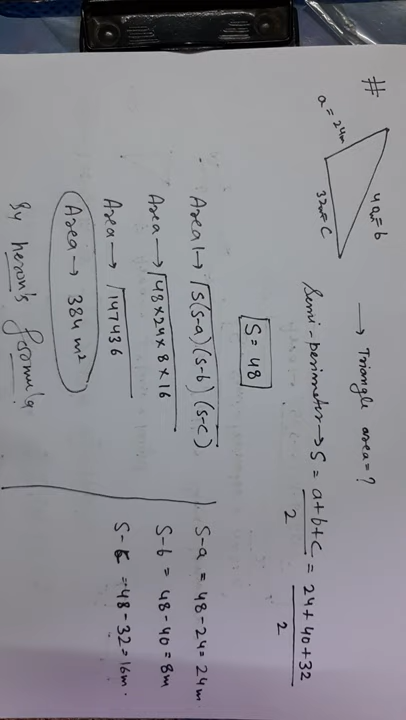 #
a = 24m
40m = b
32m = c
→ Triangle area = ?
Semi-perimeter → S = a+b+c / 2 = 24+40+32 / 2
S = 48
Area → √S(S-a)(S-b)(S-c)
Area → √48×24×8×16
Area → √147436
Area → 384 m²
By heron's formula
S-a = 48-24 = 24m
S-b = 48-40 = 8m
S-c = 48-32 = 16m.